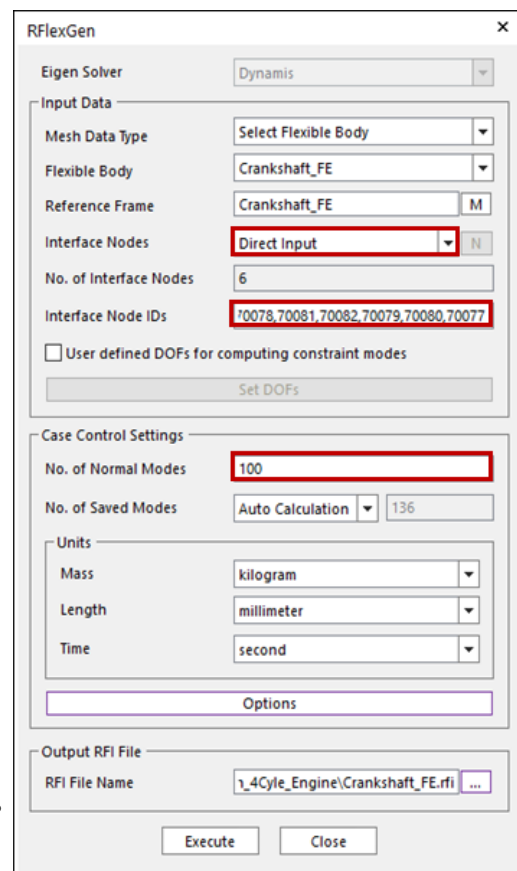 RFlexGen ×
Eigen Solver Dynamis
Input Data
Mesh Data Type Select Flexible Body
Flexible Body Crankshaft_FE
Reference Frame Crankshaft_FE M
Interface Nodes Direct Input N
No. of Interface Nodes 6
Interface Node IDs 70078,70081,70082,70079,70080,70077
User defined DOFs for computing constraint modes
Set DOFs
Case Control Settings
No. of Normal Modes 100
No. of Saved Modes Auto Calculation 136
Units
Mass kilogram
Length millimeter
Time second
Options
Output RFI File
RFI File Name _4Cyle_Engine\Crankshaft_FE.rfi ...
Execute Close